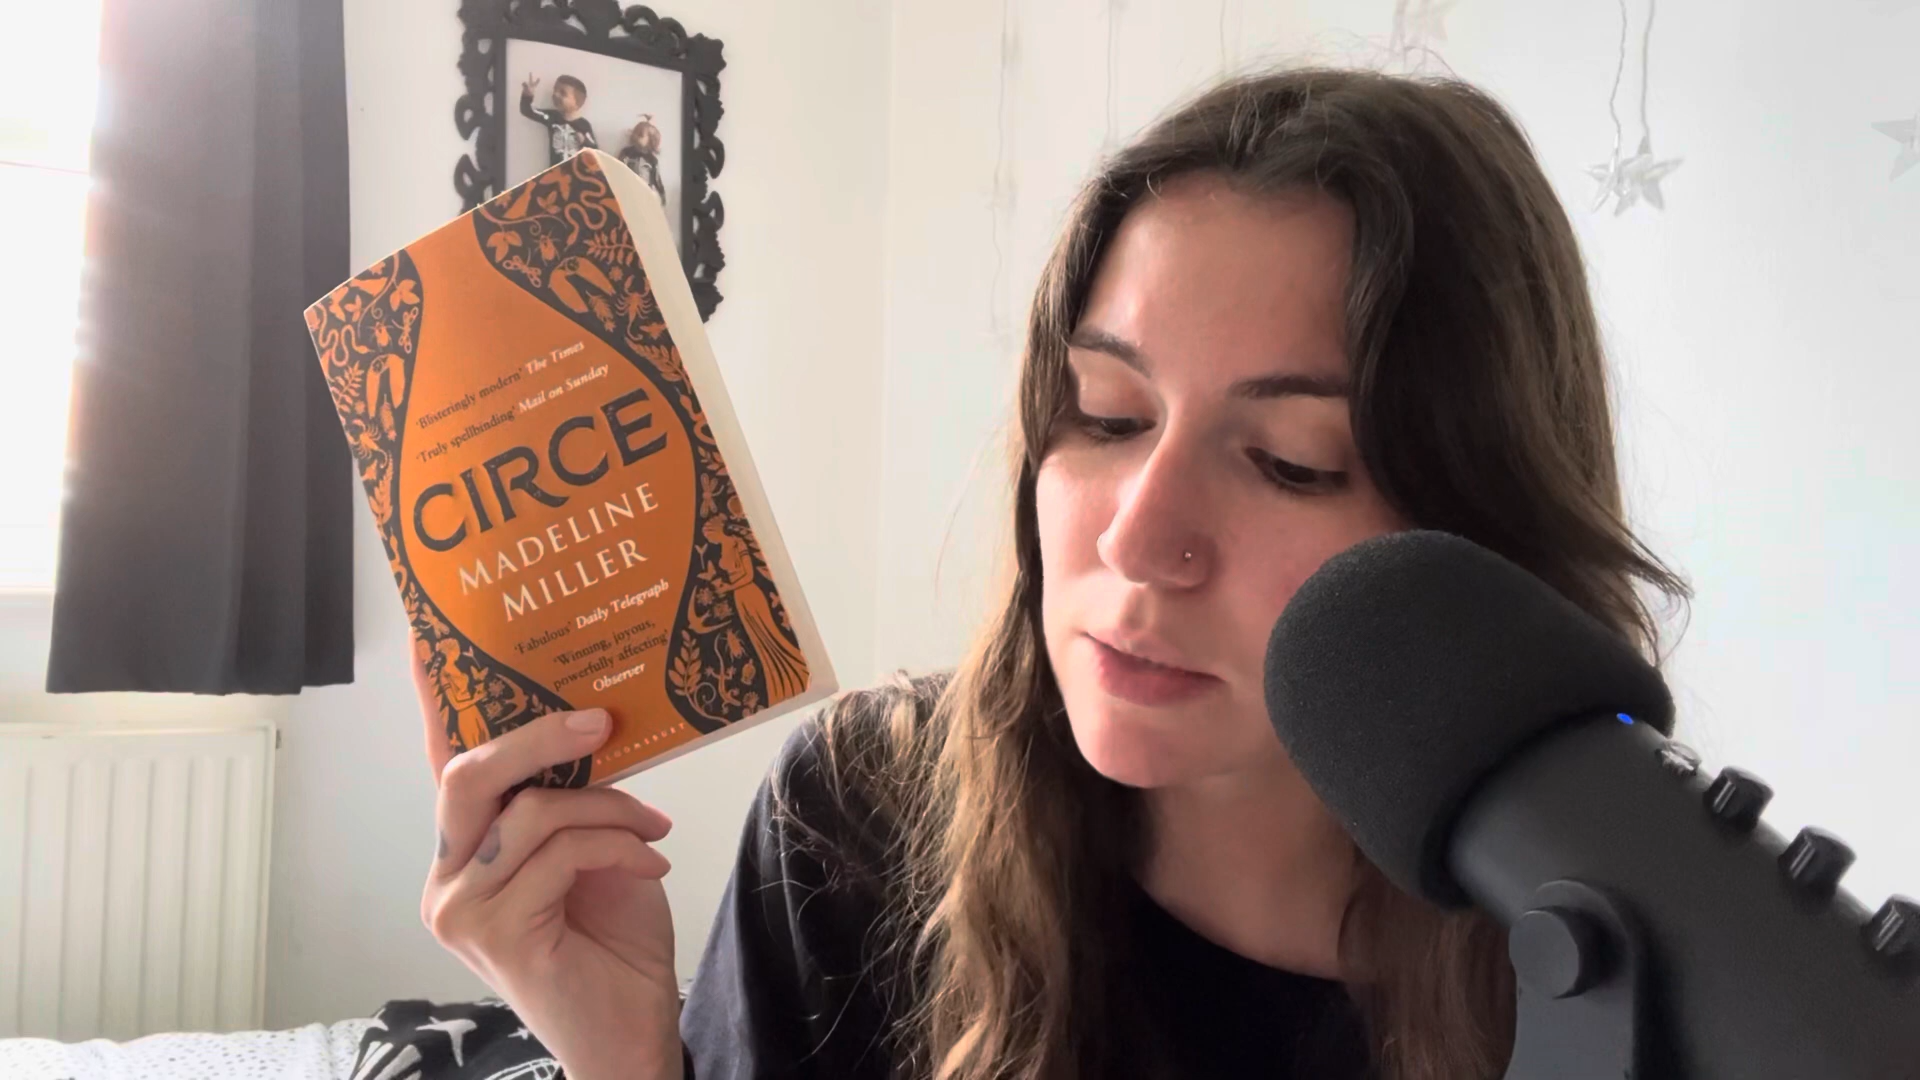 'Blisteringly modern' The Times
'Truly spellbinding' Mail on Sunday
CIRCE
MADELINE
MILLER
'Fabulous' Daily Telegraph
'Winning, joyous,
powerfully affecting'
Observer
BLOOMSBURY